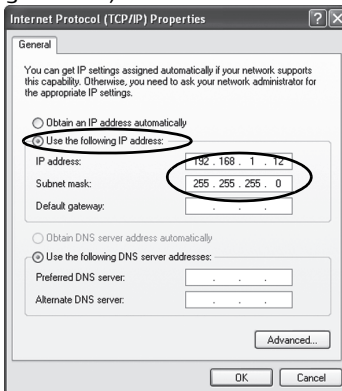 Internet Protocol (TCP/IP) Properties
General
You can get IP settings assigned automatically if your network supports
this capability. Otherwise, you need to ask your network administrator for
the appropriate IP settings.
Obtain an IP address automatically
Use the following IP address:
IP address: 192 . 168 . 1 . 12
Subnet mask: 255 . 255 . 255 . 0
Default gateway: . . .
Obtain DNS server address automatically
Use the following DNS server addresses:
Preferred DNS server: . . .
Alternate DNS server: . . .
Advanced...
OK Cancel